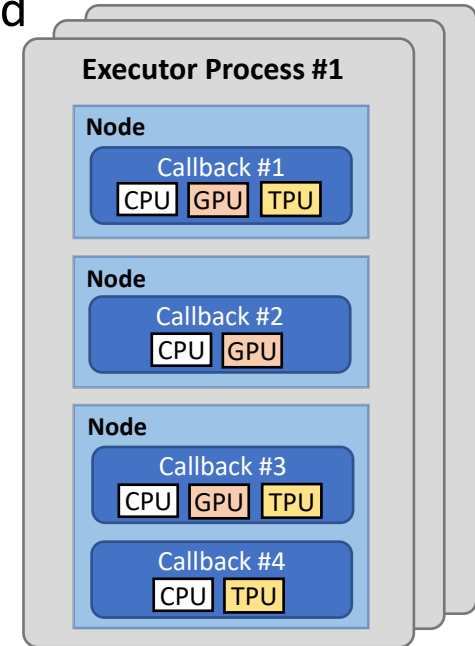 d
Executor Process #1
Node
Callback #1
CPU GPU TPU
Node
Callback #2
CPU GPU
Node
Callback #3
CPU GPU TPU
Callback #4
CPU TPU